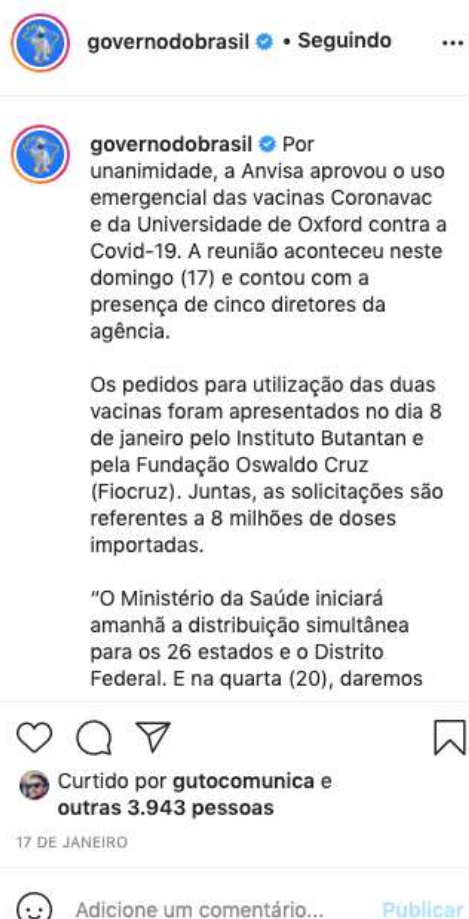 governodobrasil • Seguindo ...
governodobrasil Por
unanimidade, a Anvisa aprovou o uso
emergencial das vacinas Coronavac
e da Universidade de Oxford contra a
Covid-19. A reunião aconteceu neste
domingo (17) e contou com a
presença de cinco diretores da
agência.
Os pedidos para utilização das duas
vacinas foram apresentados no dia 8
de janeiro pelo Instituto Butantan e
pela Fundação Oswaldo Cruz
(Fiocruz). Juntas, as solicitações são
referentes a 8 milhões de doses
importadas.
“O Ministério da Saúde iniciará
amanhã a distribuição simultânea
para os 26 estados e o Distrito
Federal. E na quarta (20), daremos
Curtido por gutocomunica e
outras 3.943 pessoas
17 DE JANEIRO
Adicione um comentário... Publicar